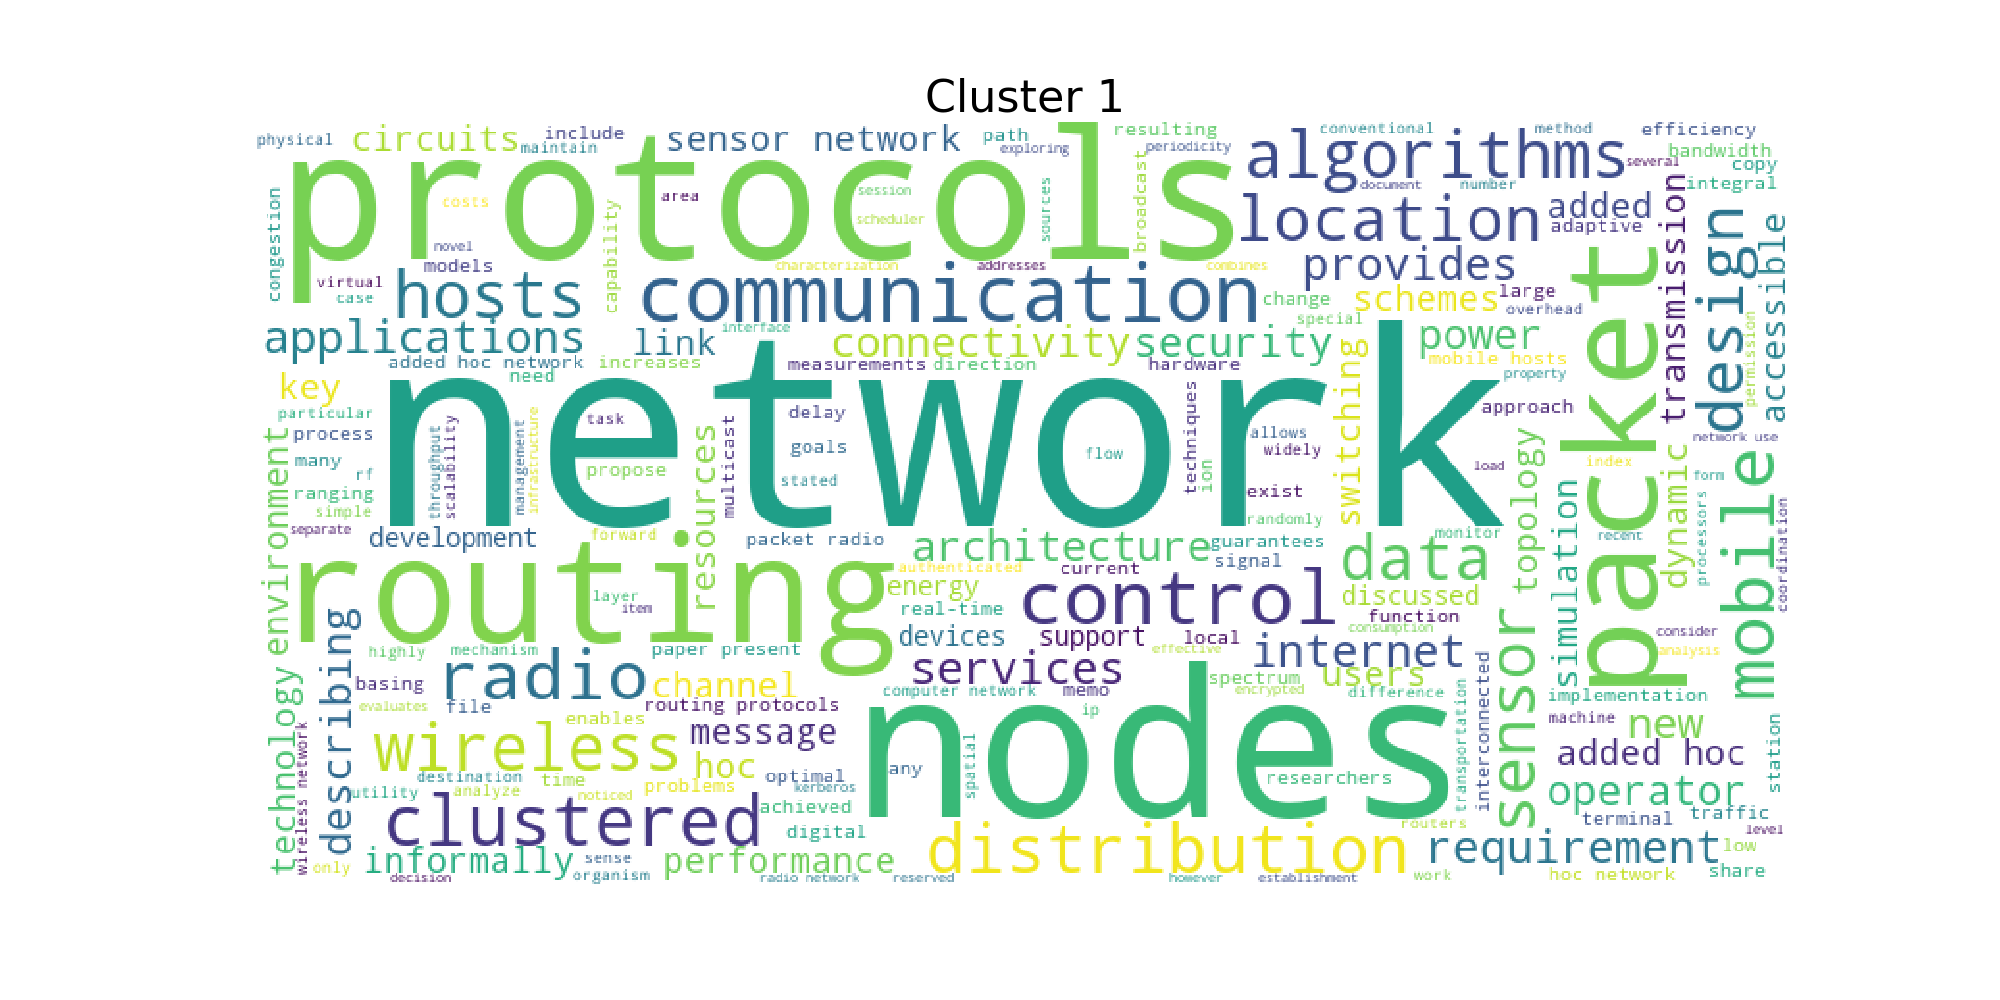 Cluster 1
physical
circuits
include
maintain
sensor network
path
exploring
resulting
periodicity
conventional
method
efficiency
bandwidth
protocols
algorithms
several
copy
integral
document
number
congestion
costs
area
session
scheduler
sources
broadcast
capability
location
added
adaptive
transmission
design
accessible
novel
models
virtual
case
hosts
characterization
addresses
combines
communication
provides
packet
change
schemes
large
overhead
special
applications
link
interface
connectivity
security
power
permission
added hoc network
increases
need
measurements
direction
hardware
switching
mobile hosts
property
key
particular
process
many
rf
ranging
simple
separate
network
task
propose
delay
goals
stated
flow
techniques
ion
allows
widely
exist
randomly
load
approach
network use
index
form
recent
mobile
throughput
scalability
management
infrastructure
resources
multicast
environment
topology
dynamic
simulation
processors
coordination
development
forward
packet radio
architecture
guarantees
signal
data
monitor
routing
authenticated
current
energy
control
discussed
layer
item
real-time
function
devices
support
local
consumption
effective
internet
sensor
consider
analysis
highly
mechanism
paper present
services
spectrum
users
encrypted
difference
implementation
technology
describing
basing
radio
channel
computer network
memo
ip
evaluates
file
routing protocols
enables
message
nodes
machine
new
wireless
wireless network
hoc
optimal
any
spatial
researchers
transportation
interconnected
added hoc
station
destination
time
problems
kerberos
utility
analyze
noticed
achieved
operator
clustered
digital
distribution
routers
terminal
traffic
level
requirement
low
only
informally
sense
organism
performance
decision
radio network
reserved
however
establishment
work
hoc network
share